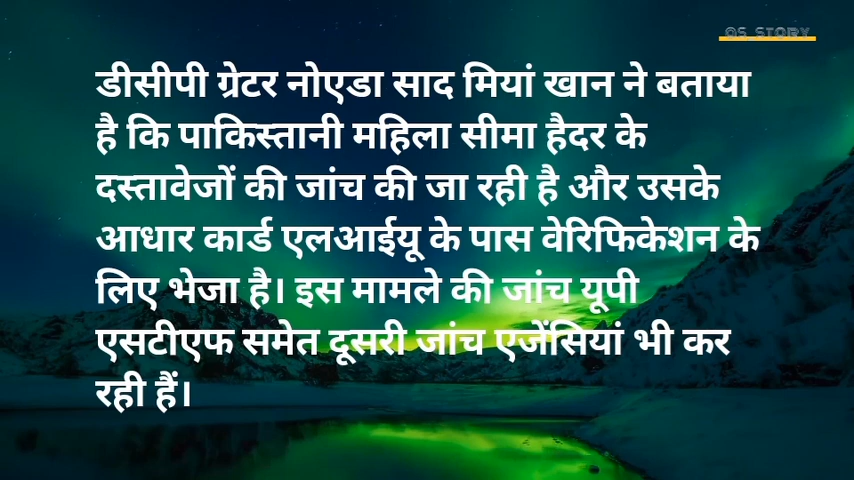 @5 STORY
डीसीपी ग्रेटर नोएडा साद मियां खान ने बताया
है कि पाकिस्तानी महिला सीमा हैदर के
दस्तावेजों की जांच की जा रही है और उसके
आधार कार्ड एलआईयू के पास वेरिफिकेशन के
लिए भेजा है। इस मामले की जांच यूपी
एसटीएफ समेत दूसरी जांच एजेंसियां भी कर
रही हैं।